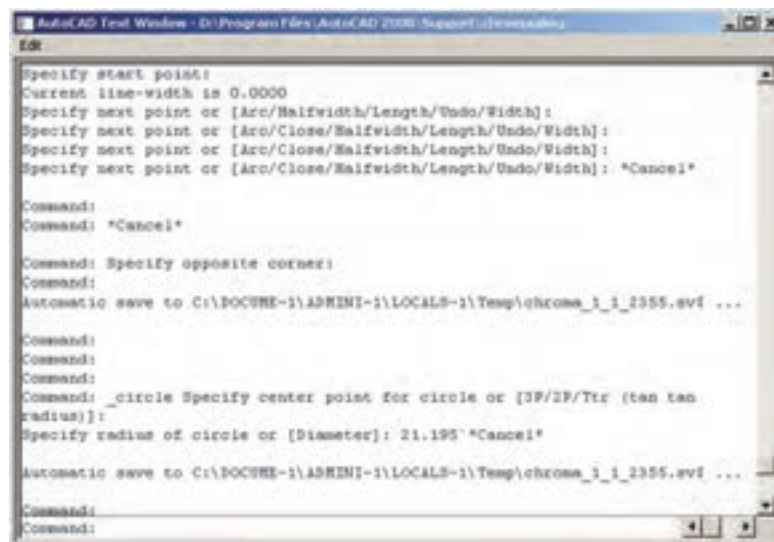 AutoCAD Text Window - D:\Program Files\AutoCAD 2000\Support\
Edit
Specify start point:
Current line-width is 0.0000
Specify next point or [Arc/Halfwidth/Length/Undo/Width]:
Specify next point or [Arc/Close/Halfwidth/Length/Undo/Width]:
Specify next point or [Arc/Close/Halfwidth/Length/Undo/Width]:
Specify next point or [Arc/Close/Halfwidth/Length/Undo/Width]: *Cancel*
Command:
Command: *Cancel*
Command: Specify opposite corner:
Command:
Automatic save to C:\DOCUME~1\ADMINI~1\LOCALS~1\Temp\chroma_1_1_2355.sv$ ...
Command:
Command:
Command:
Command: _circle Specify center point for circle or [3P/2P/Ttr (tan tan
radius)]:
Specify radius of circle or [Diameter]: 21.195`*Cancel*
Automatic save to C:\DOCUME~1\ADMINI~1\LOCALS~1\Temp\chroma_1_1_2355.sv$ ...
Command:
Command: